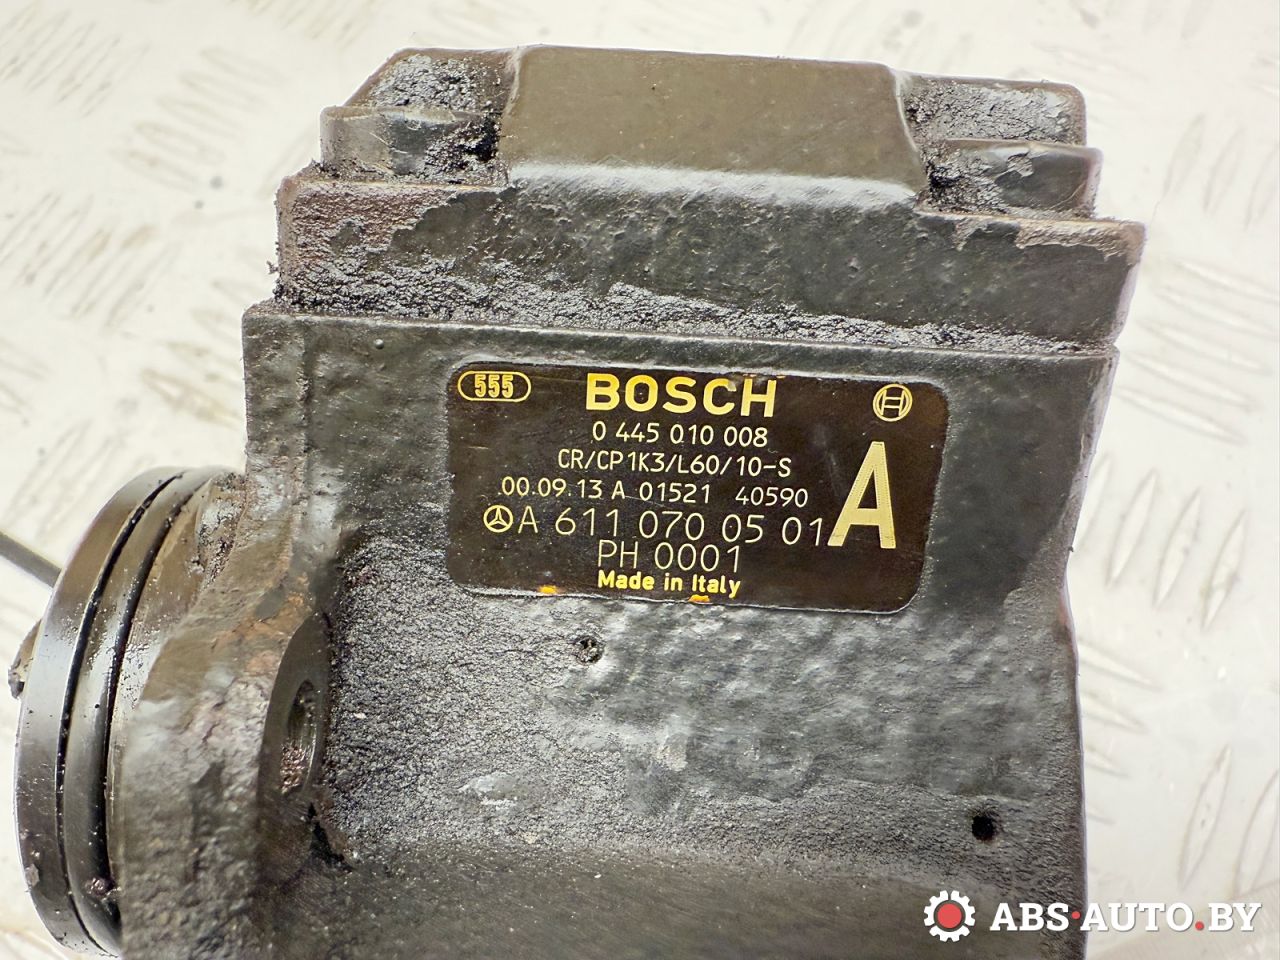 555 BOSCH
0 445 010 008
CR/CP1K3/L60/10-S
00.09.13 A 01521 40590
A 611 070 05 01 A
PH 0001
Made in Italy
ABS-AUTO.BY